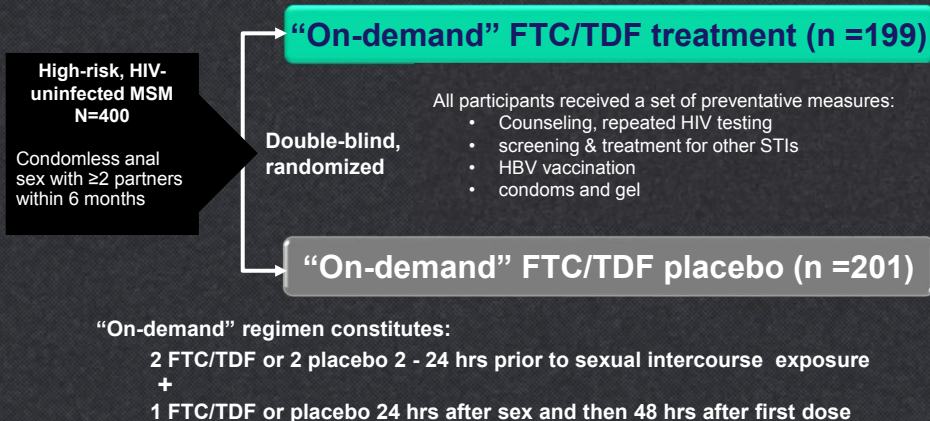 “On-demand” FTC/TDF treatment (n =199)
High-risk, HIV-
uninfected MSM
N=400
Condomless anal
sex with ≥2 partners
within 6 months
Double-blind,
randomized
All participants received a set of preventative measures:
• Counseling, repeated HIV testing
• screening & treatment for other STIs
• HBV vaccination
• condoms and gel
“On-demand” FTC/TDF placebo (n =201)
“On-demand” regimen constitutes:
2 FTC/TDF or 2 placebo 2 - 24 hrs prior to sexual intercourse exposure
+
1 FTC/TDF or placebo 24 hrs after sex and then 48 hrs after first dose